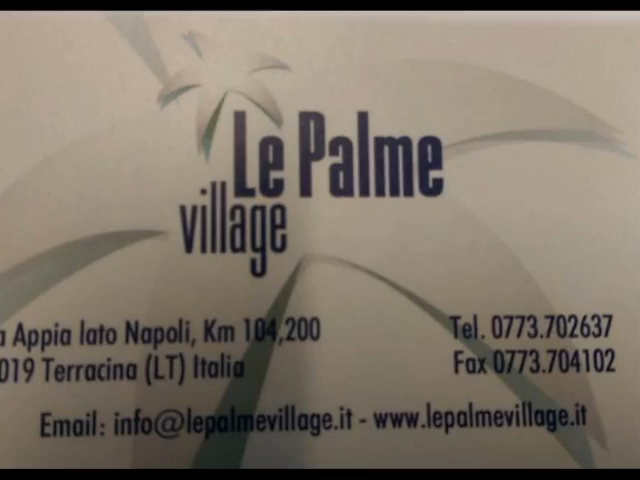 Le Palme
village
a Appia lato Napoli, Km 104,200
Tel. 0773.702637
019 Terracina (LT) Italia
Fax 0773.704102
Email: info@lepalmevillage.it - www.lepalmevillage.it